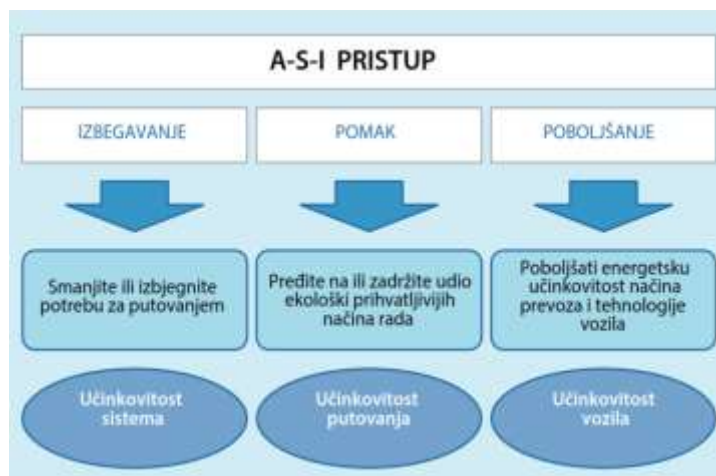 A-S-I PRISTUP
IZBEGAVANJE
POMAK
POBOLJŠANJE
Smanjite ili izbjegnite
potrebu za putovanjem
Pređite na ili zadržite udio
ekološki prihvatljivijih
načina rada
Poboljšati energetsku
učinkovitost načina
prevoza i tehnologije
vozila
Učinkovitost
sistema
Učinkovitost
putovanja
Učinkovitost
vozila